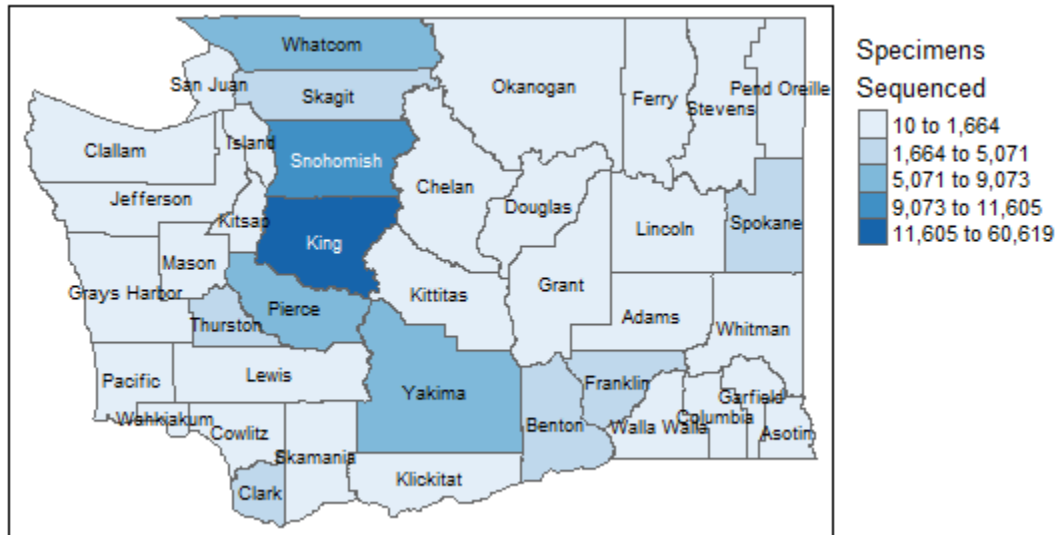 Whatcom
San Juan
Skagit
Okanogan
Ferry
Stevens
Pend Oreille
Clallam
Island
Snohomish
Chelan
Douglas
Jefferson
Kitsap
King
Lincoln
Spokane
Mason
Grays Harbor
Kittitas
Grant
Pierce
Thurston
Adams
Whitman
Pacific
Lewis
Yakima
Franklin
Garfield
Wahkiakum
Cowlitz
Benton
Walla Walla
Columbia
Asotin
Skamania
Klickitat
Clark
Specimens
Sequenced
10 to 1,664
1,664 to 5,071
5,071 to 9,073
9,073 to 11,605
11,605 to 60,619